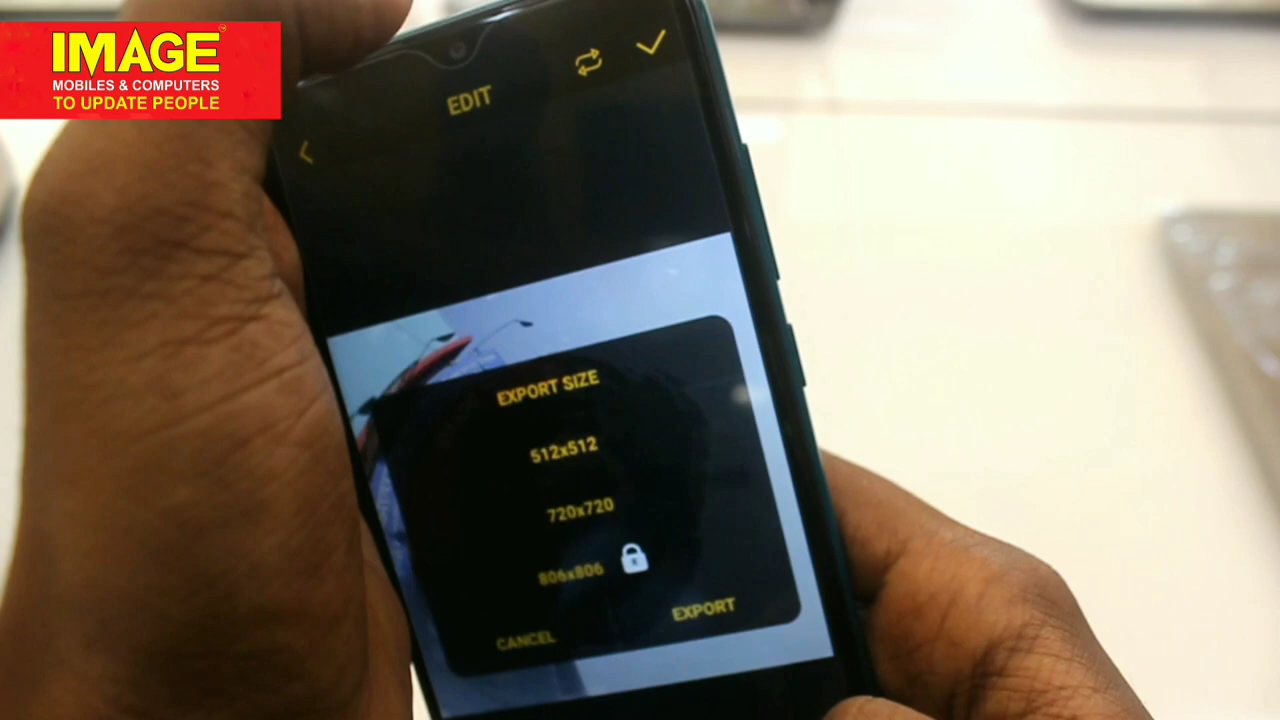 IMAGE
MOBILES & COMPUTERS
TO UPDATE PEOPLE
EDIT
EXPORT SIZE
512x512
720x720
806x806
EXPORT
CANCEL